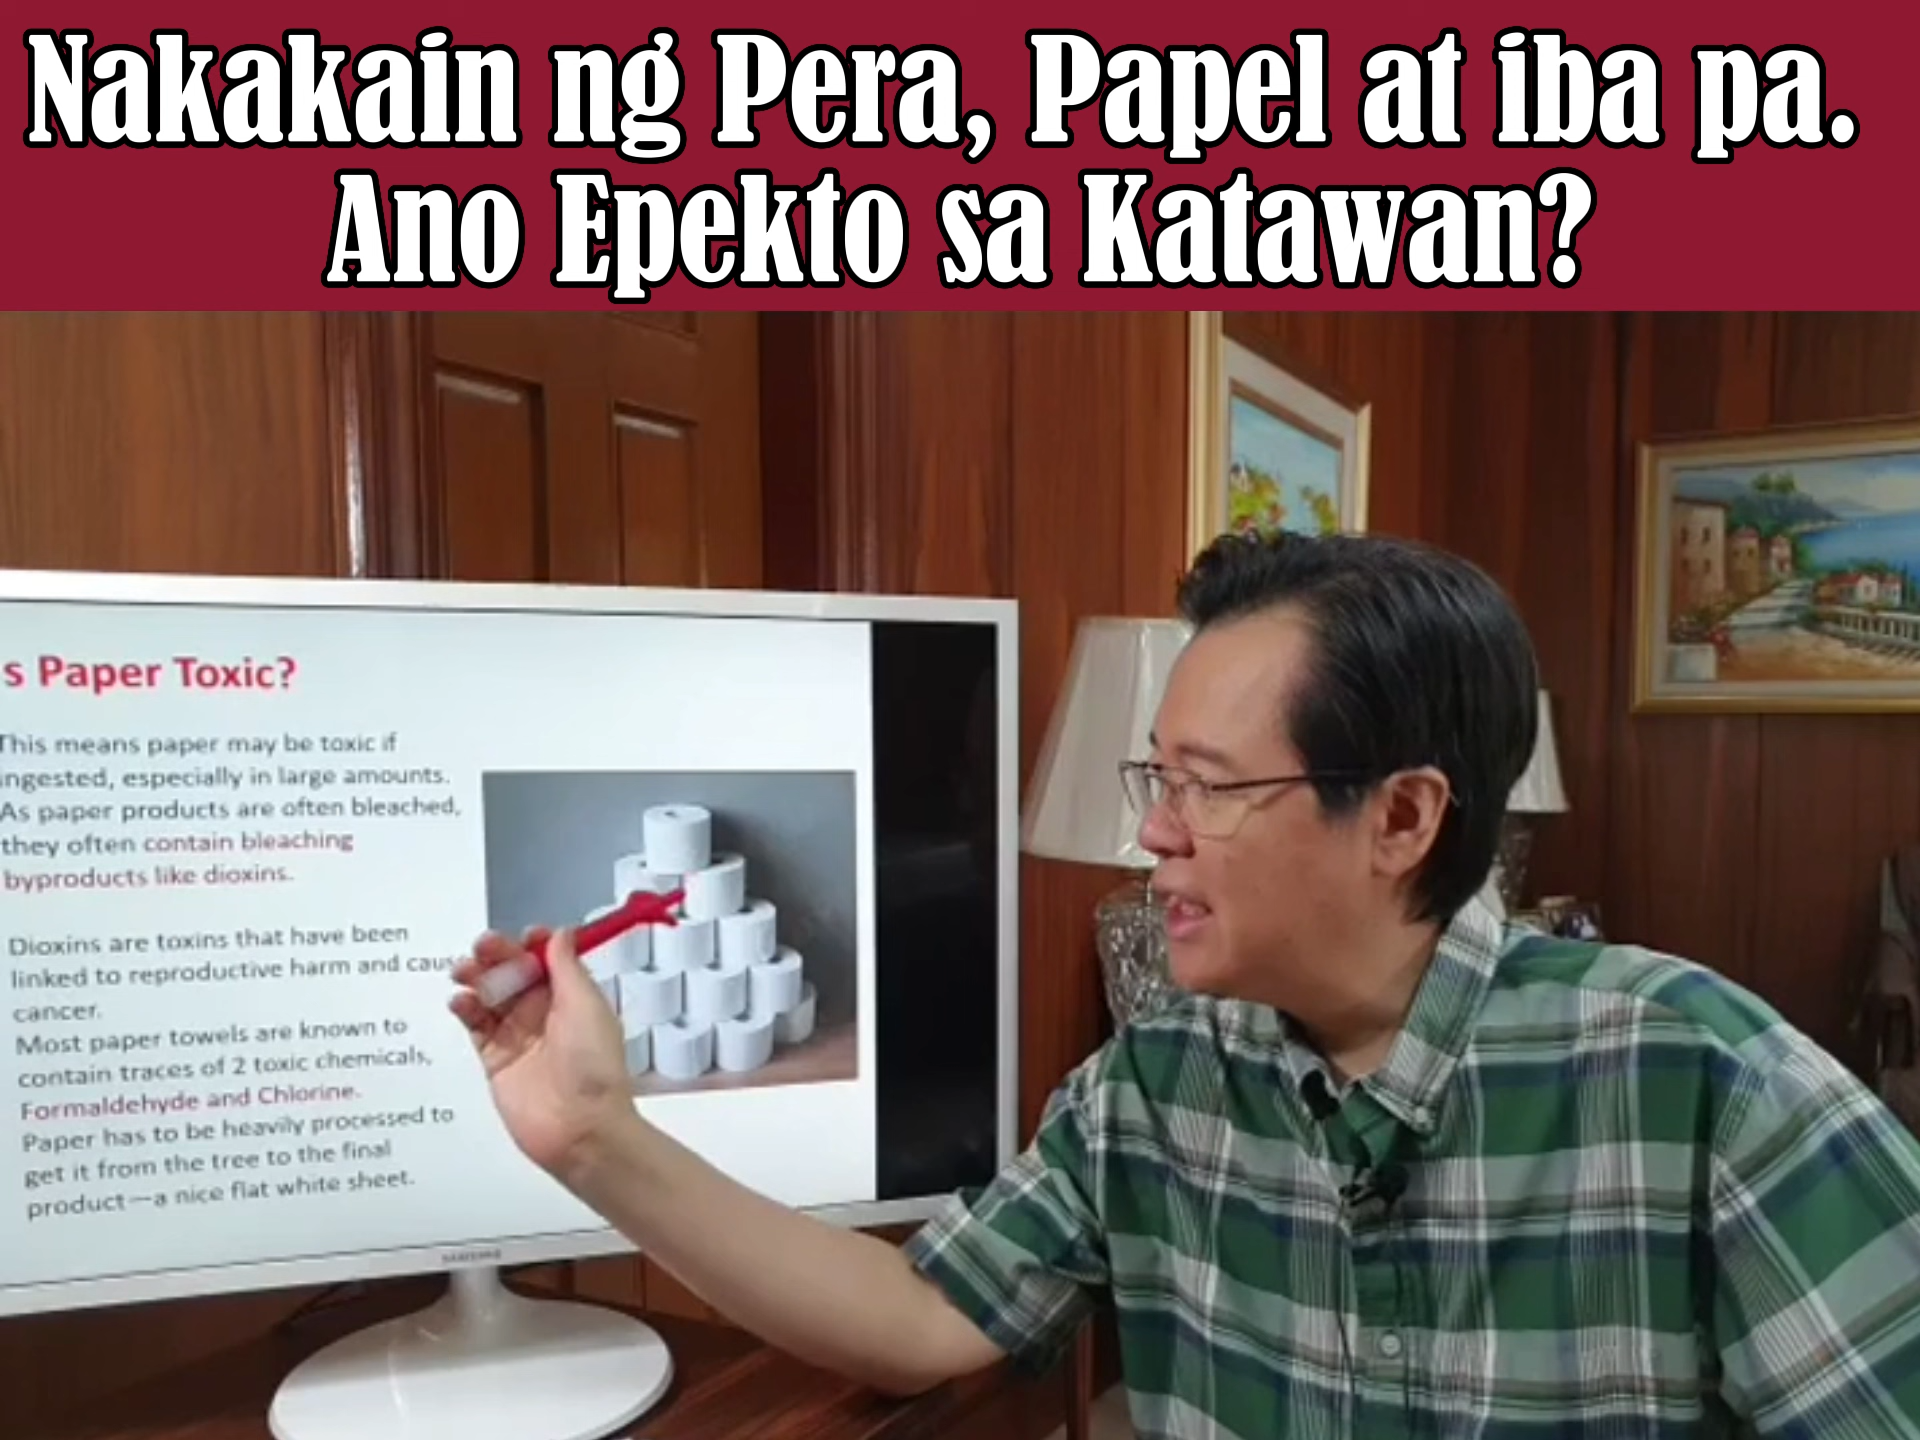 Nakakain ng Pera, Papel at iba pa.
Ano Epekto sa Katawan?
s Paper Toxic?
This means paper may be toxic if
ingested, especially in large amounts.
As paper products are often bleached,
they often contain bleaching
byproducts like dioxins.
Dioxins are toxins that have been
linked to reproductive harm and caus
cancer.
Most paper towels are known to
contain traces of 2 toxic chemicals,
Formaldehyde and Chlorine.
Paper has to be heavily processed to
get it from the tree to the final
product—a nice flat white sheet.
SAMSUNG